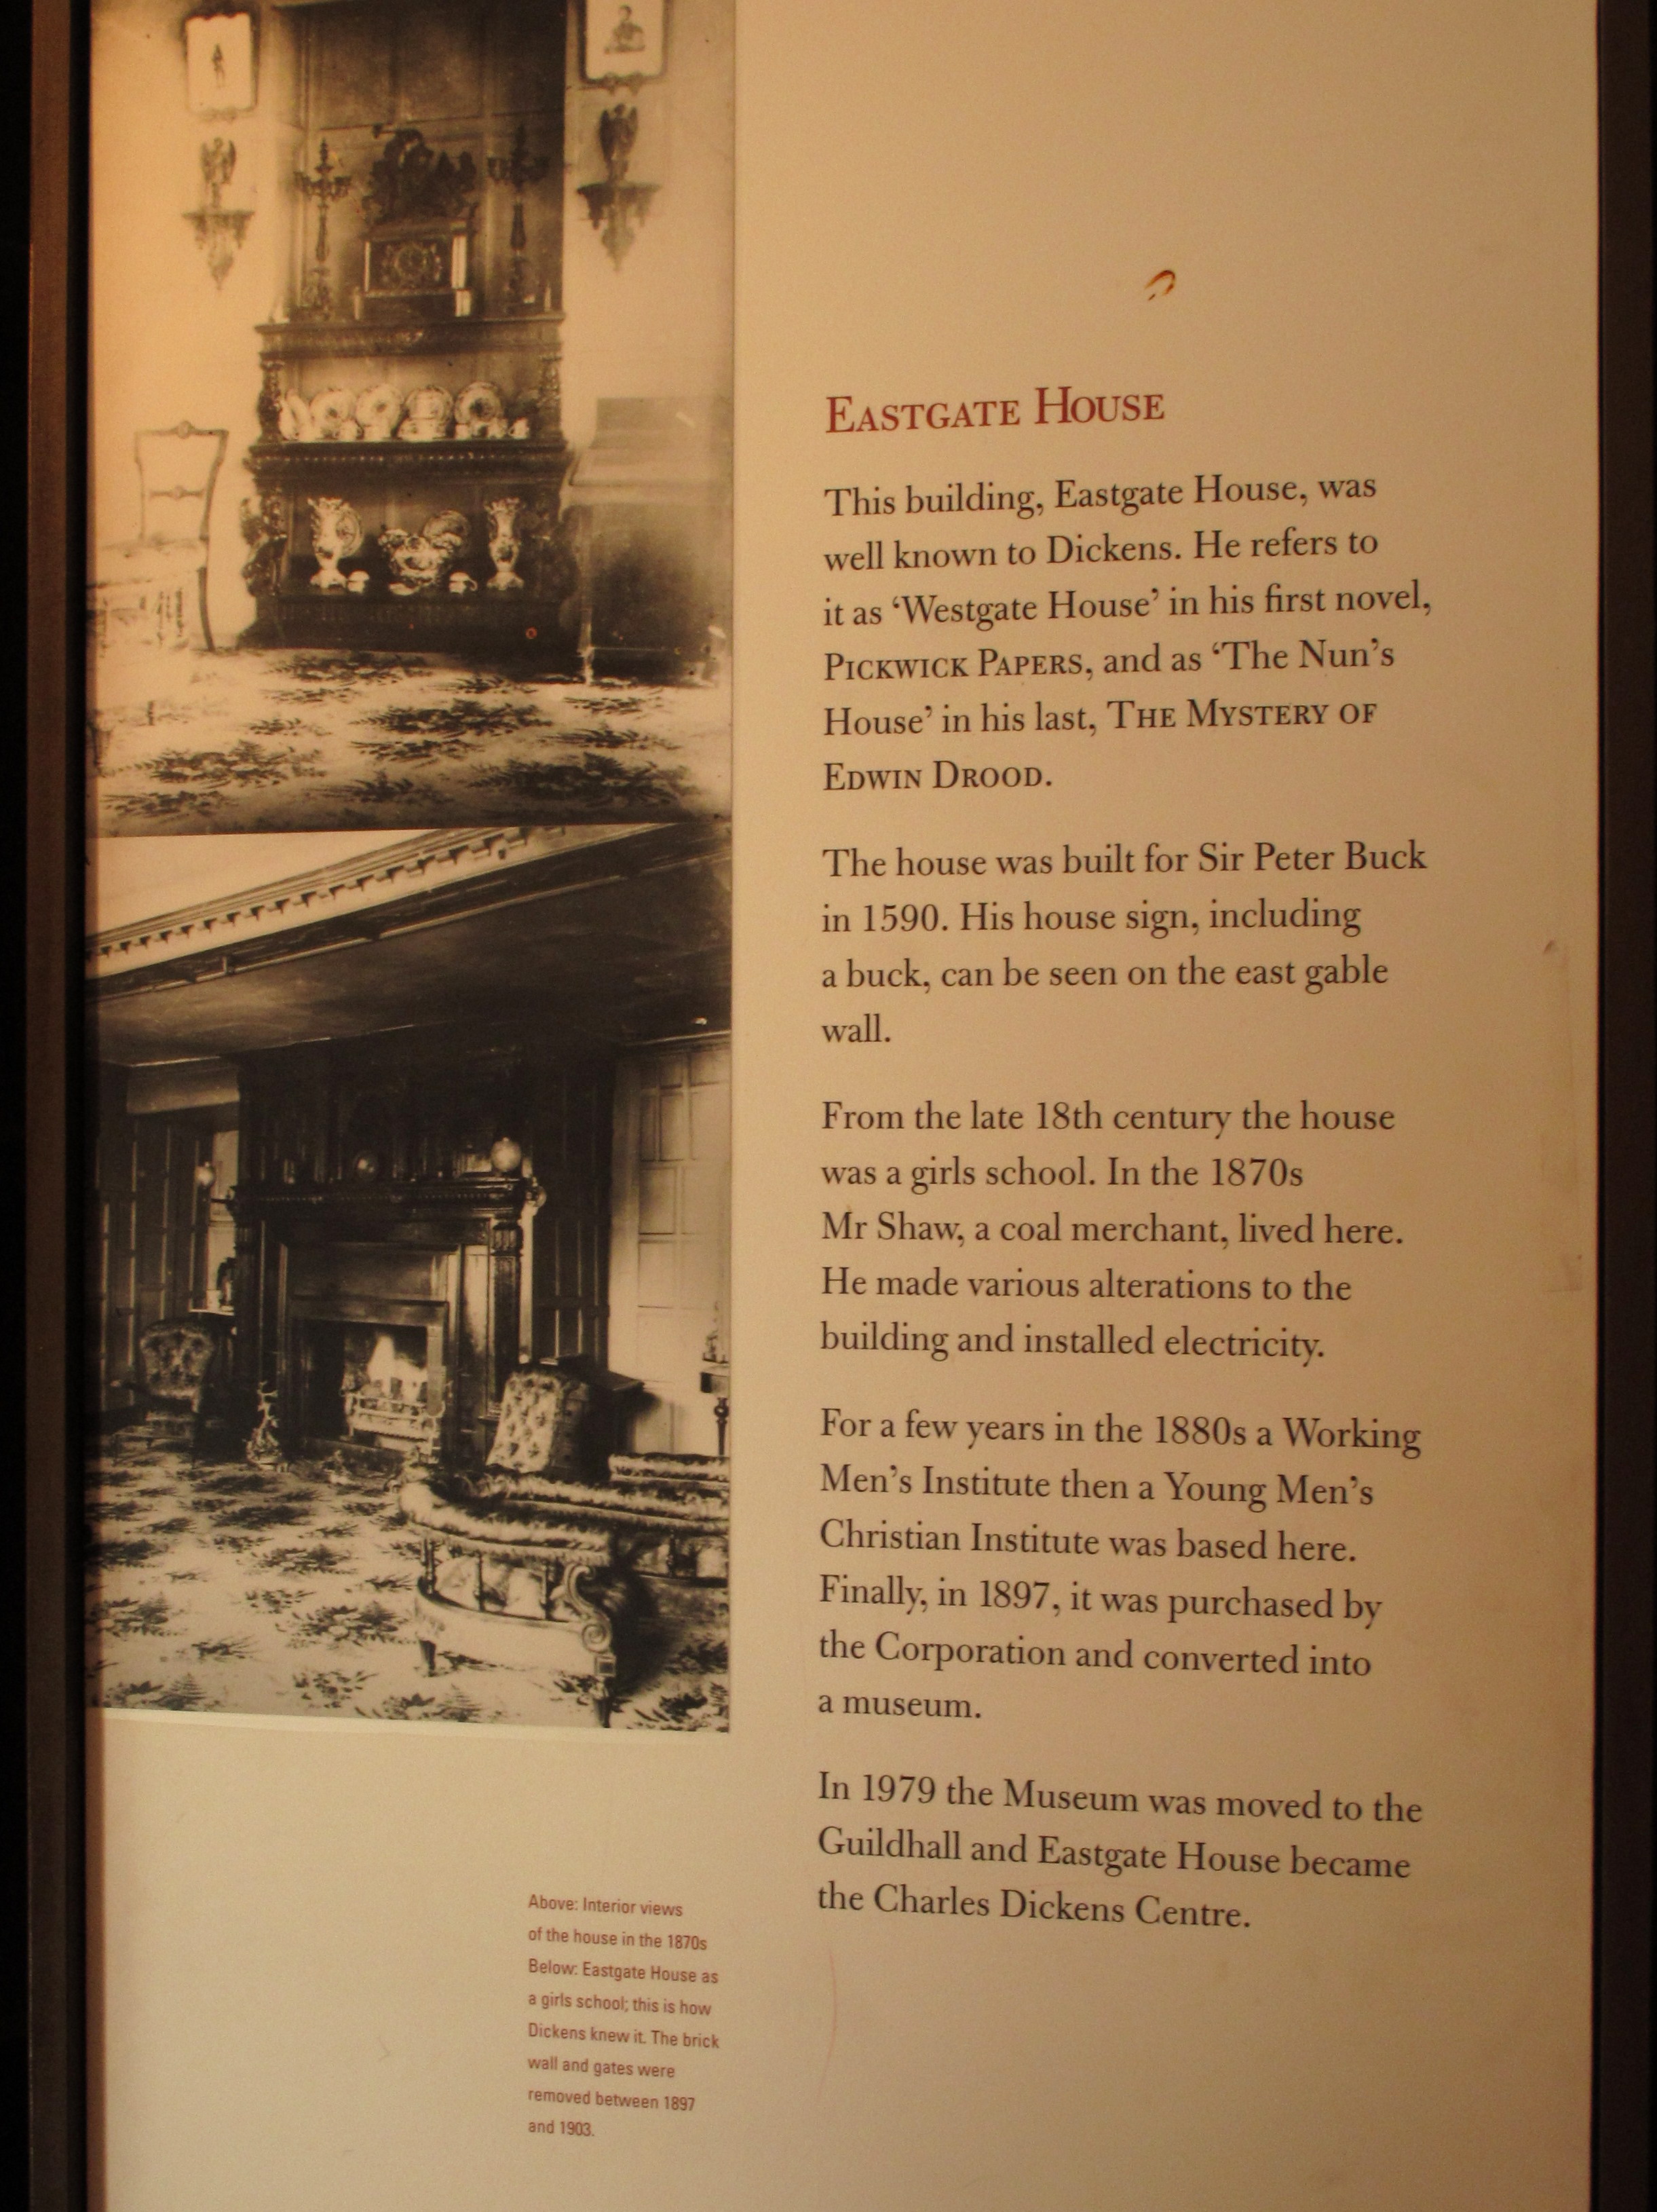 EASTGATE HOUSE
This building, Eastgate House, was
well known to Dickens. He refers to
it as ‘Westgate House’ in his first novel,
PICKWICK PAPERS, and as ‘The Nun’s
House’ in his last, THE MYSTERY OF
EDWIN DROOD.
The house was built for Sir Peter Buck
in 1590. His house sign, including
a buck, can be seen on the east gable
wall.
From the late 18th century the house
was a girls school. In the 1870s
Mr Shaw, a coal merchant, lived here.
He made various alterations to the
building and installed electricity.
For a few years in the 1880s a Working
Men’s Institute then a Young Men’s
Christian Institute was based here.
Finally, in 1897, it was purchased by
the Corporation and converted into
a museum.
In 1979 the Museum was moved to the
Guildhall and Eastgate House became
the Charles Dickens Centre.
Above: Interior views
of the house in the 1870s
Below: Eastgate House as
a girls school; this is how
Dickens knew it. The brick
wall and gates were
removed between 1897
and 1903.